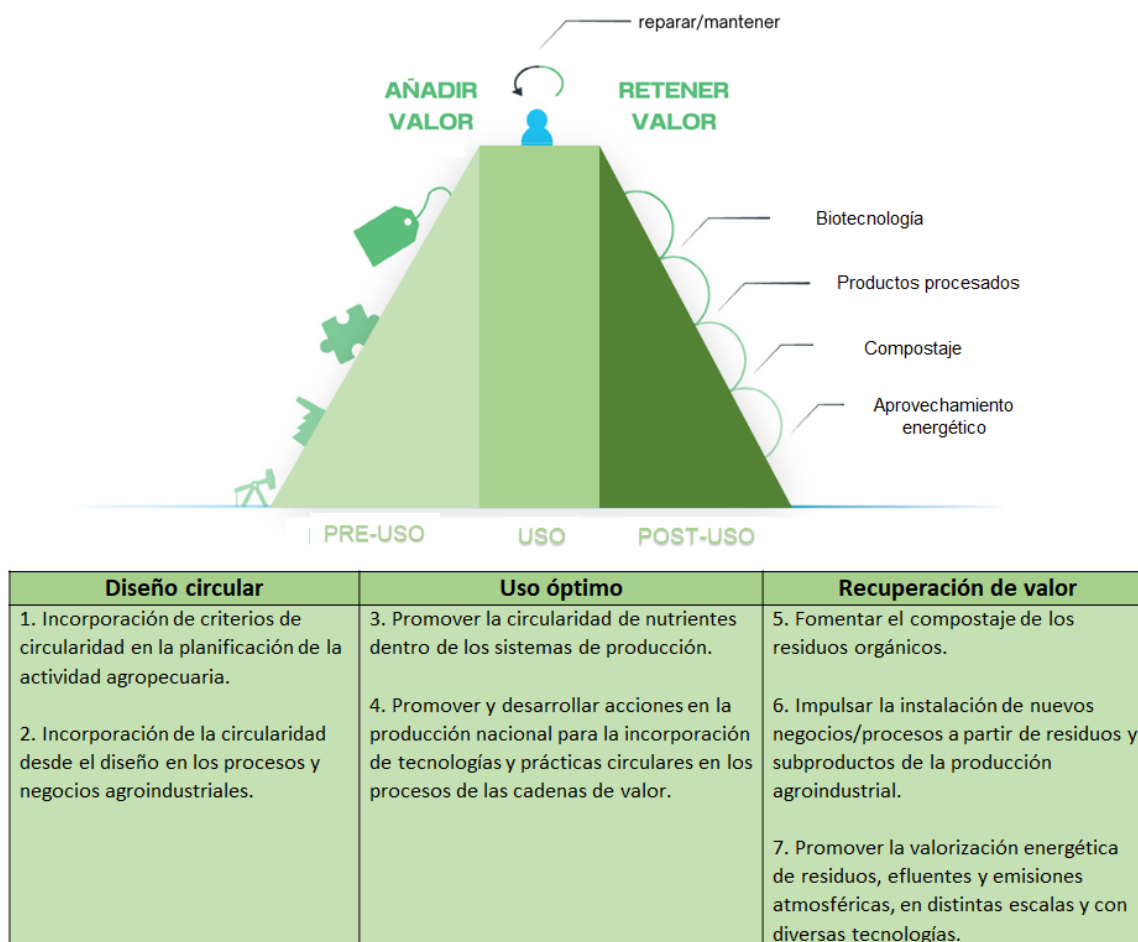 reparar/mantener
AÑADIR
VALOR
RETENER
VALOR
Biotecnología
Productos procesados
Compostaje
Aprovechamiento
energético
PRE-USO
USO
POST-USO
Diseño circular
1. Incorporación de criterios de
circularidad en la planificación de la
actividad agropecuaria.
2. Incorporación de la circularidad
desde el diseño en los procesos y
negocios agroindustriales.
Uso óptimo
3. Promover la circularidad de nutrientes
dentro de los sistemas de producción.
4. Promover y desarrollar acciones en la
producción nacional para la incorporación
de tecnologías y prácticas circulares en los
procesos de las cadenas de valor.
Recuperación de valor
5. Fomentar el compostaje de los
residuos orgánicos.
6. Impulsar la instalación de nuevos
negocios/procesos a partir de residuos y
subproductos de la producción
agroindustrial.
7. Promover la valorización energética
de residuos, efluentes y emisiones
atmosféricas, en distintas escalas y con
diversas tecnologías.